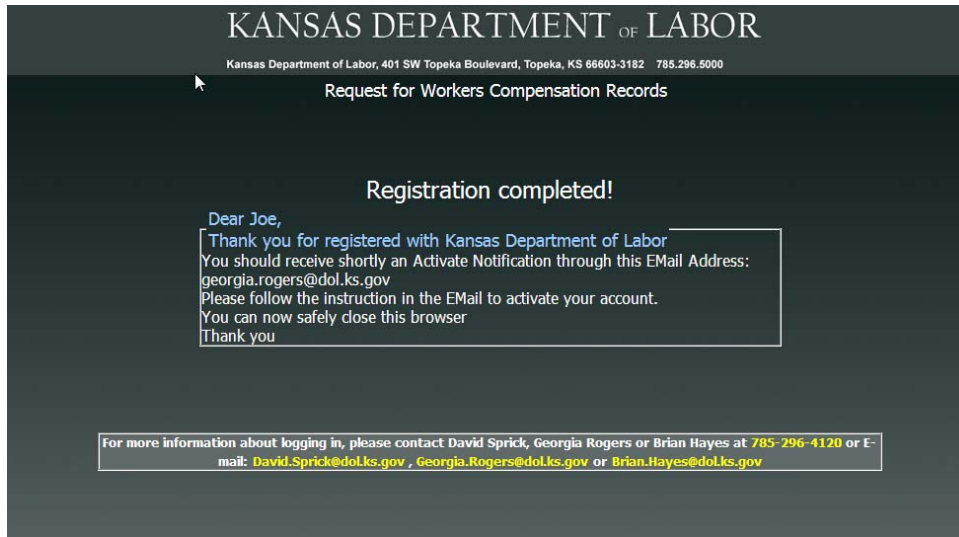 KANSAS DEPARTMENT OF LABOR
Kansas Department of Labor, 401 SW Topeka Boulevard, Topeka, KS 66603-3182 785.296.5000
Request for Workers Compensation Records
Registration completed!
Dear Joe,
Thank you for registered with Kansas Department of Labor
You should receive shortly an Activate Notification through this EMail Address:
georgia.rogers@dol.ks.gov
Please follow the instruction in the EMail to activate your account.
You can now safely close this browser
Thank you
For more information about logging in, please contact David Sprick, Georgia Rogers or Brian Hayes at 785-296-4120 or E-
mail: David.Sprick@dol.ks.gov , Georgia.Rogers@dol.ks.gov or Brian.Hayes@dol.ks.gov